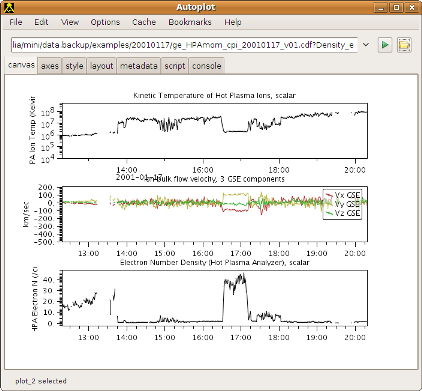 Autoplot
File Edit View Options Cache Bookmarks Help
lia/mini/data.backup/examples/20010117/ge_HPAmom_cpi_20010117_v01.cdf?Density_e
canvas axes style layout metadata script console
Kinetic Temperature of Hot Plasma Ions, scalar
PA Ion Temp (Kelvir
10^8
10^7
10^6
10^5
10^4
14:00 16:00 18:00 20:00
2001-01-17
Ion Bulk flow velocity, 3 GSE components
km/sec
200.
100.
0.
-100.
-200.
-300.
-400.
-500.
Vx GSE
Vy GSE
Vz GSE
13:00 14:00 15:00 16:00 17:00 18:00 19:00 20:00
Electron Number Density (Hot Plasma Analyzer), scalar
HPA Electron N (/c
40.
30.
20.
10.
0.
13:00 14:00 15:00 16:00 17:00 18:00 19:00 20:00
plot_2 selected